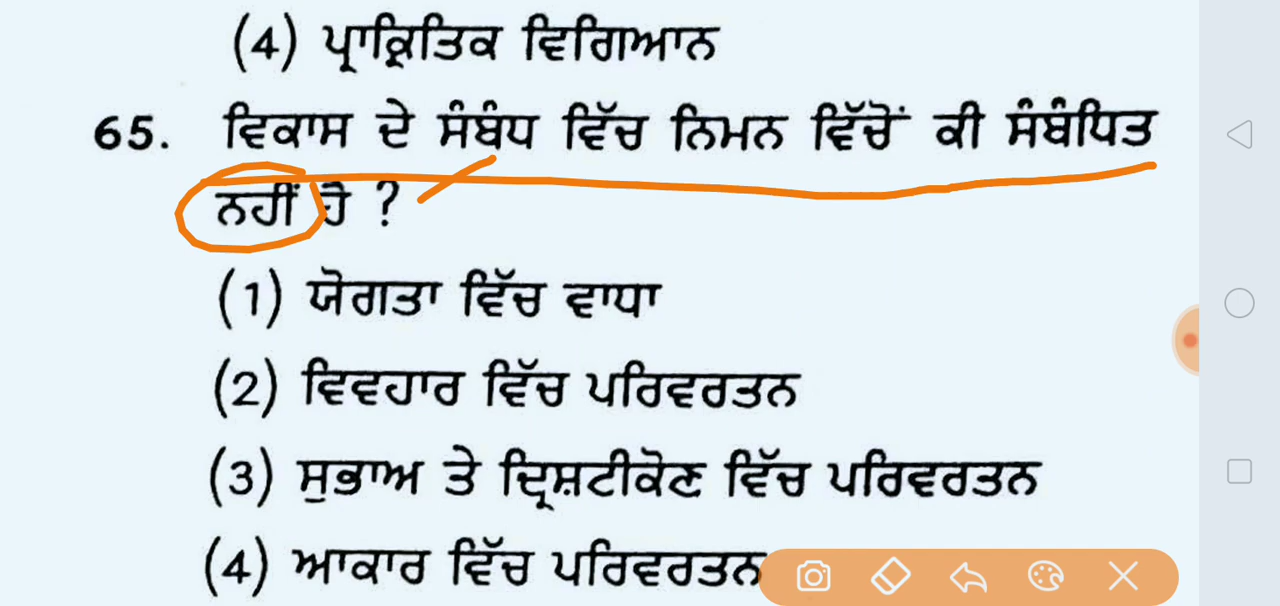 (4) ਪ੍ਰਾਕ੍ਰਿਤਿਕ ਵਿਗਿਆਨ
65. ਵਿਕਾਸ ਦੇ ਸੰਬੰਧ ਵਿੱਚ ਨਿਮਨ ਵਿੱਚੋਂ ਕੀ ਸੰਬੰਧਿਤ
ਨਹੀਂ ਹੈ ?
(1) ਯੋਗਤਾ ਵਿੱਚ ਵਾਧਾ
(2) ਵਿਵਹਾਰ ਵਿੱਚ ਪਰਿਵਰਤਨ
(3) ਸੁਭਾਅ ਤੇ ਦ੍ਰਿਸ਼ਟੀਕੋਣ ਵਿੱਚ ਪਰਿਵਰਤਨ
(4) ਆਕਾਰ ਵਿੱਚ ਪਰਿਵਰਤਨ